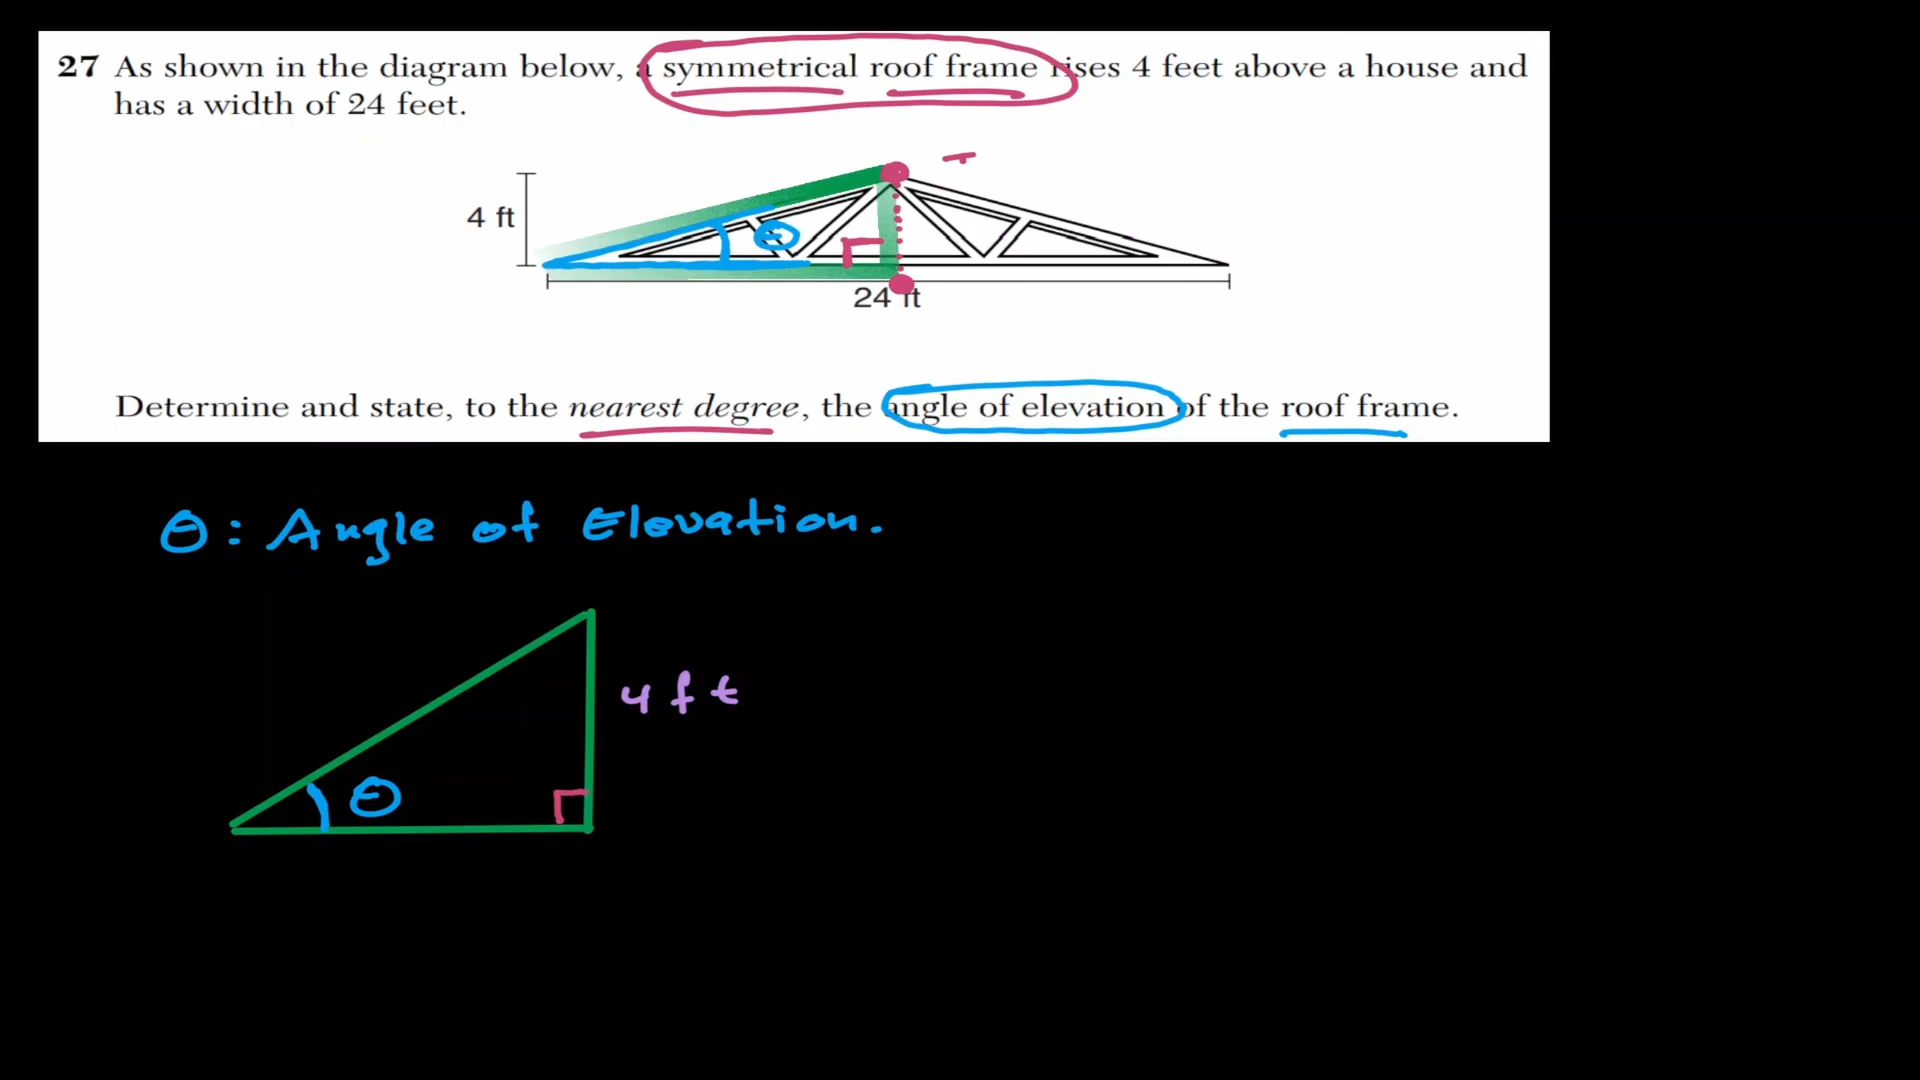 27 As shown in the diagram below, a symmetrical roof frame rises 4 feet above a house and
has a width of 24 feet.
4 ft
θ
24 ft
Determine and state, to the nearest degree, the angle of elevation of the roof frame.
θ: Angle of Elevation.
4ft
θ